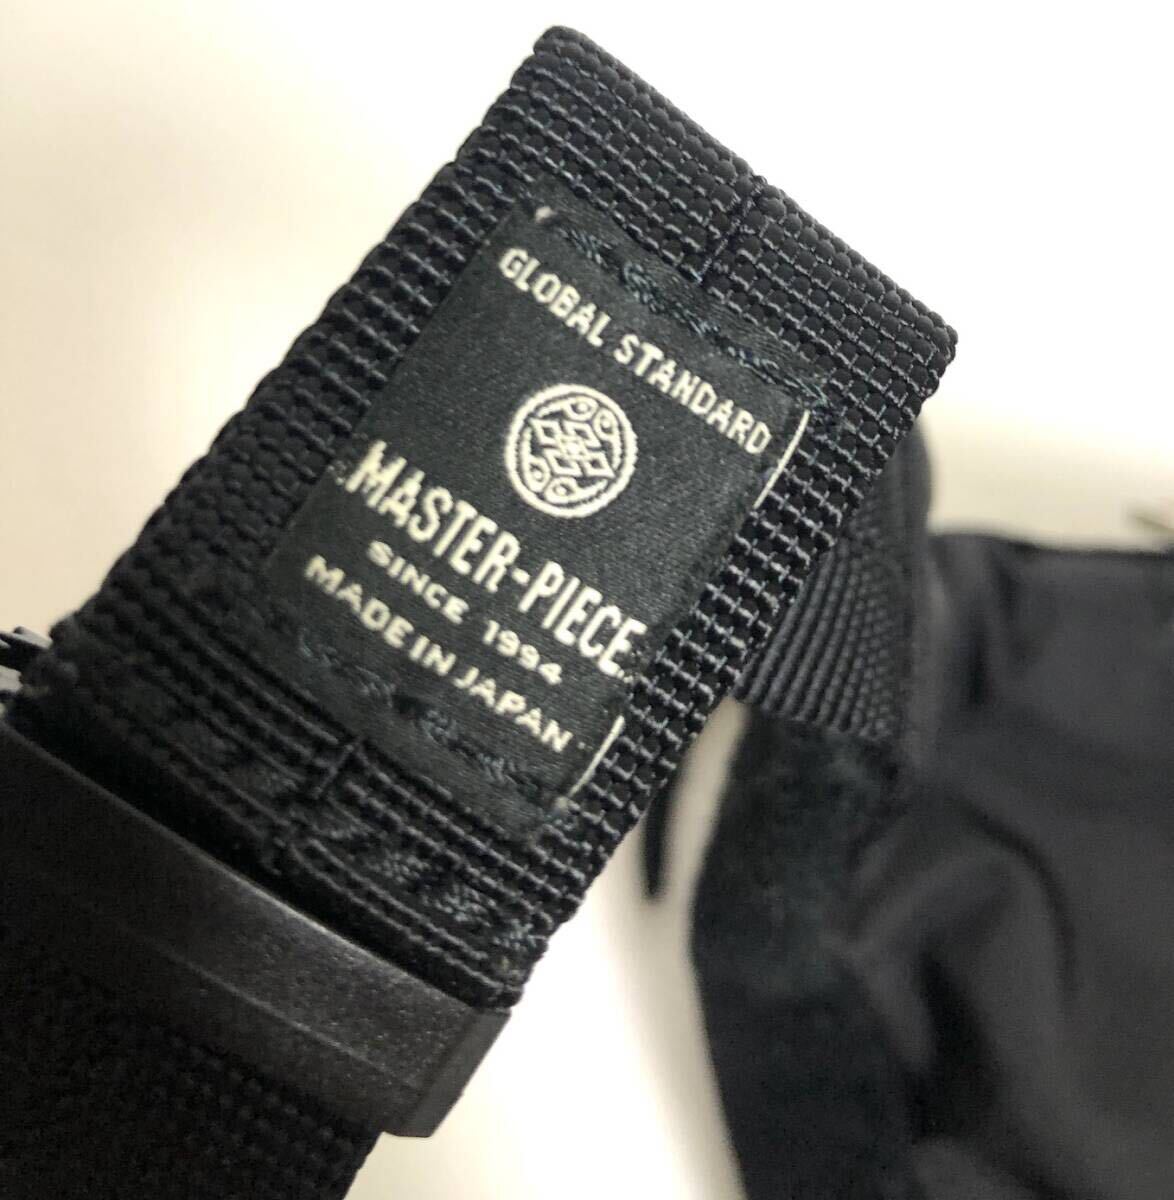 GLOBAL STANDARD
MASTER-PIECE
SINCE 1994
MADE IN JAPAN